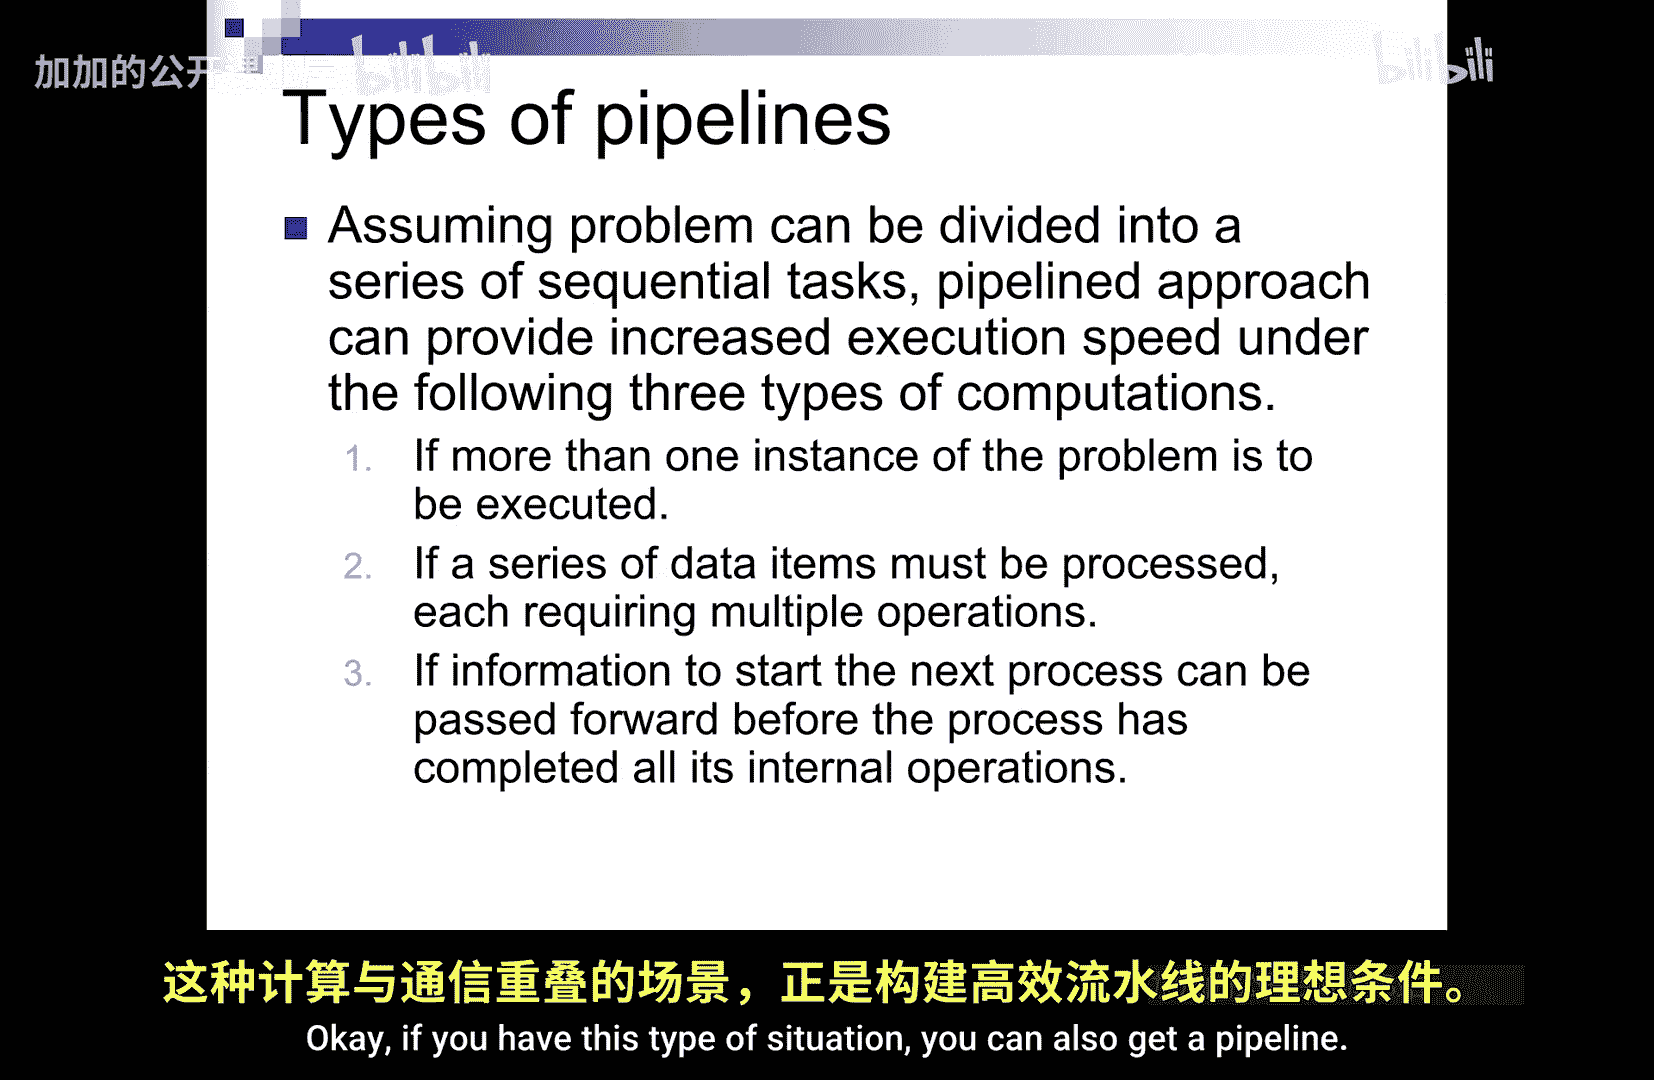 加加的公开
bilibili
bilibili
Types of pipelines
Assuming problem can be divided into a
series of sequential tasks, pipelined approach
can provide increased execution speed under
the following three types of computations.
1. If more than one instance of the problem is to
be executed.
2. If a series of data items must be processed,
each requiring multiple operations.
3. If information to start the next process can be
passed forward before the process has
completed all its internal operations.
这种计算与通信重叠的场景，正是构建高效流水线的理想条件。
Okay, if you have this type of situation, you can also get a pipeline.